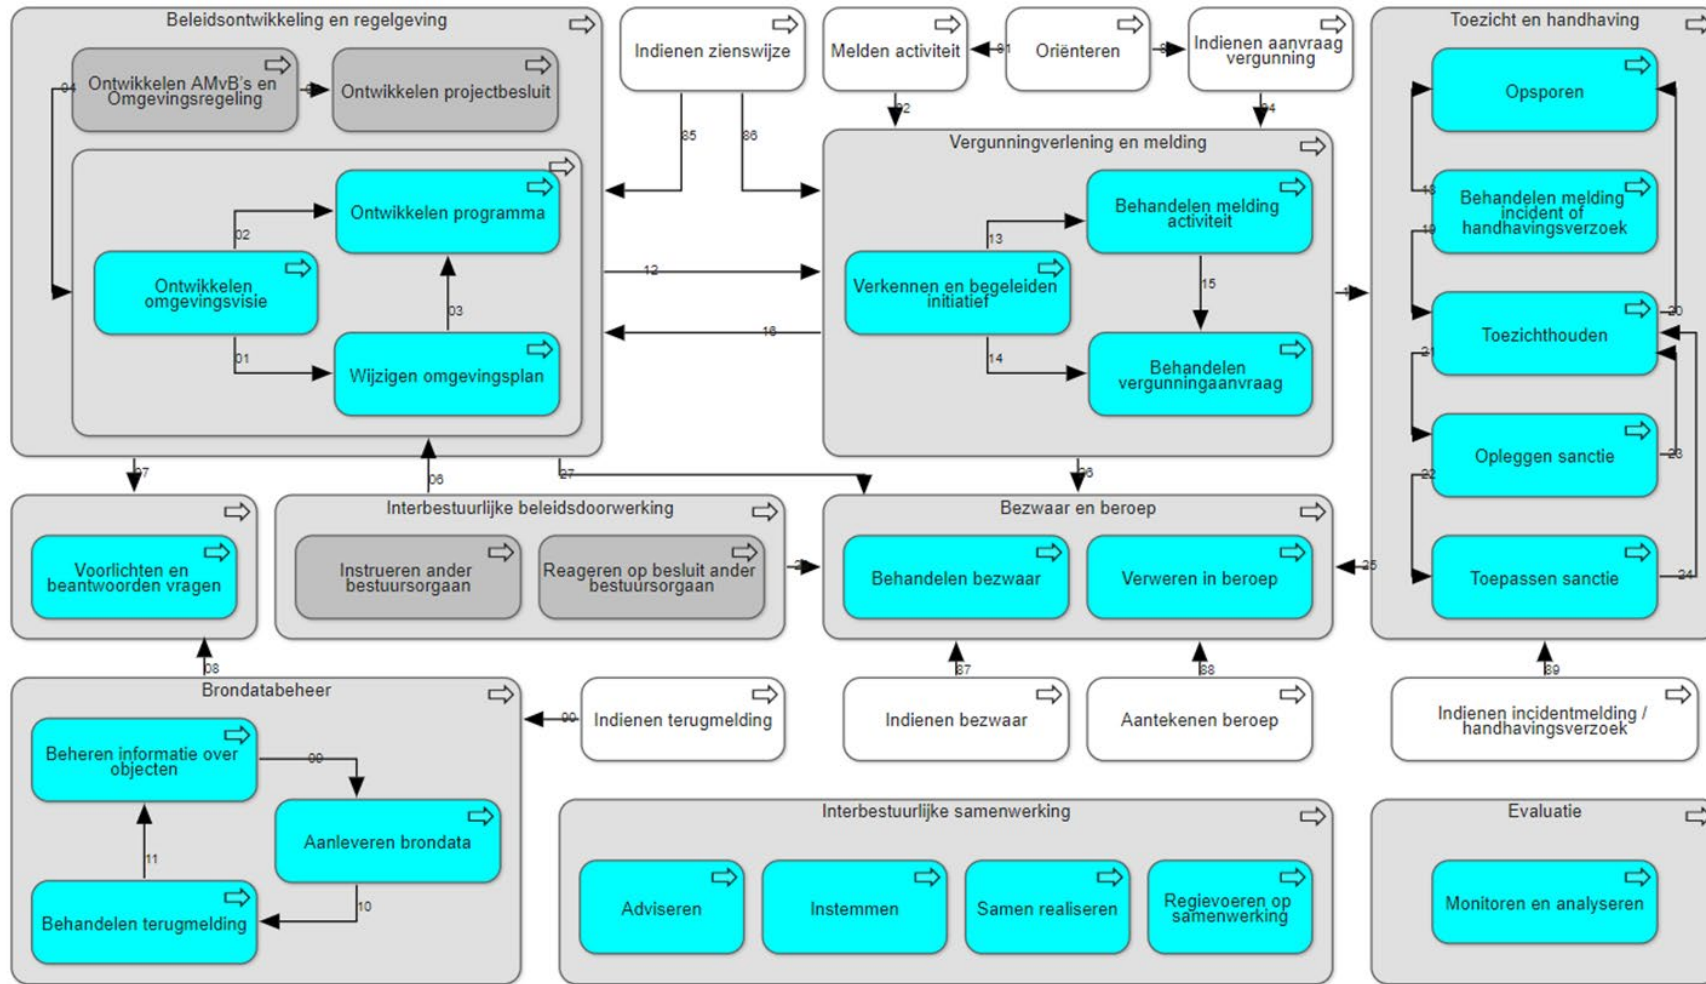 Beleidsontwikkeling en regelgeving
Ontwikkelen AMvB's en
Omgevingsregeling
Ontwikkelen projectbesluit
04
Ontwikkelen programma
02
Ontwikkelen
omgevingsvisie
03
01
Wijzigen omgevingsplan
Indienen zienswijze
85
86
Melden activiteit
81
Oriënteren
Indienen aanvraag
vergunning
92
84
Vergunningverlening en melding
Behandelen melding
activiteit
13
Verkennen en begeleiden
initiatief
15
14
Behandelen
vergunningaanvraag
12
16
Toezicht en handhaving
Opsporen
18
Behandelen melding
incident of
handhavingsverzoek
19
Toezichthouden
20
21
Opleggen sanctie
23
22
Toepassen sanctie
24
07
06
27
26
25
Voorlichten en
beantwoorden vragen
Interbestuurlijke beleidsdoorwerking
Instrueren ander
bestuursorgaan
Reageren op besluit ander
bestuursorgaan
Bezwaar en beroep
Behandelen bezwaar
Verweren in beroep
08
87
88
89
Brondatabeheer
Beheren informatie over
objecten
09
Aanleveren brondata
11
10
Behandelen terugmelding
90
Indienen terugmelding
Indienen bezwaar
Aantekenen beroep
Indienen incidentmelding /
handhavingsverzoek
Interbestuurlijke samenwerking
Adviseren
Instemmen
Samen realiseren
Regievoeren op
samenwerking
Evaluatie
Monitoren en analyseren